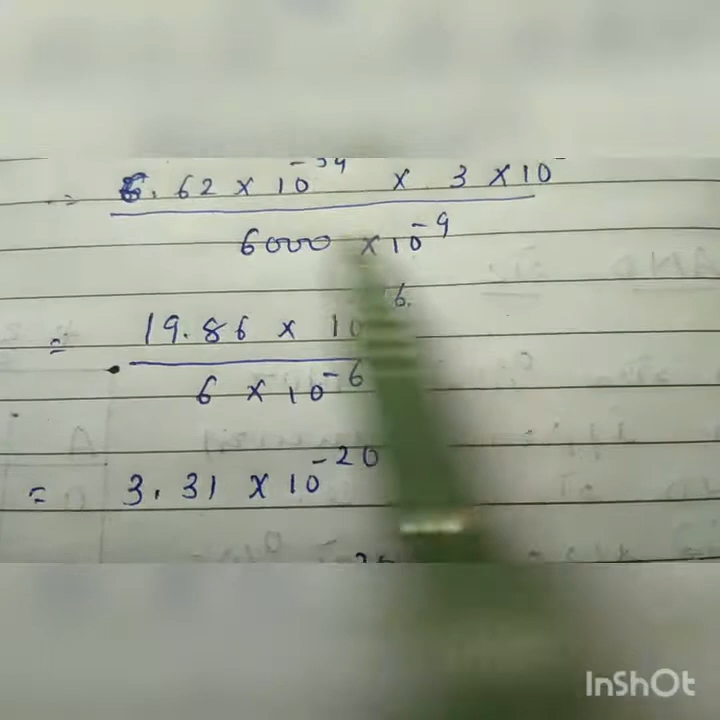 = 6.62 × 10⁻³⁴ × 3 × 10
6000 × 10⁻⁹
= 19.86 × 10
6 × 10⁻⁶
= 3.31 × 10⁻²⁰
InShOt